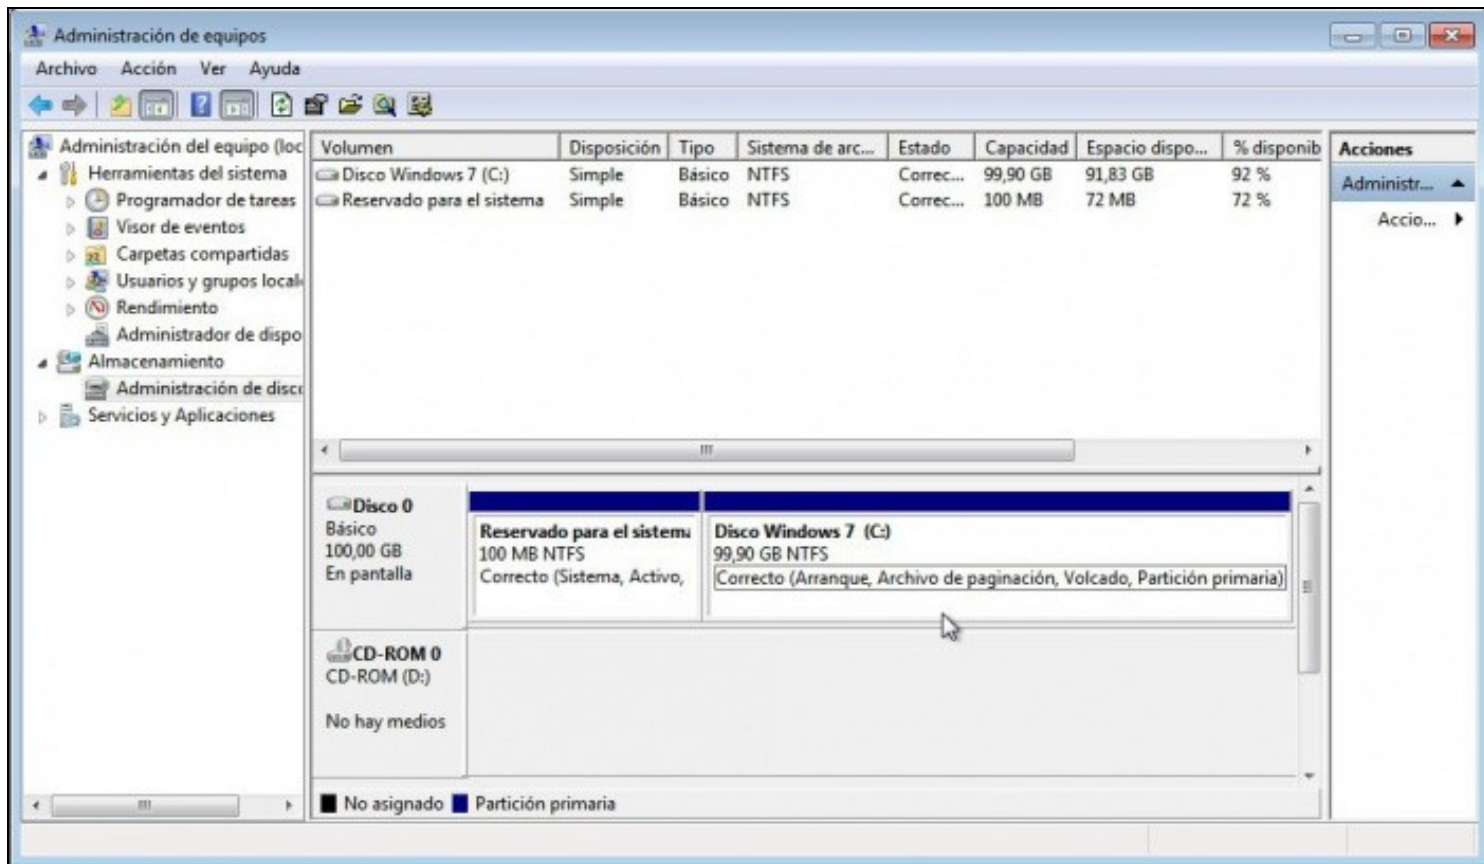 Administración de equipos
Archivo Acción Ver Ayuda
Administración del equipo (loc
Herramientas del sistema
Programador de tareas
Visor de eventos
Carpetas compartidas
Usuarios y grupos local
Rendimiento
Administrador de dispo
Almacenamiento
Administración de disc
Servicios y Aplicaciones
Volumen Disposición Tipo Sistema de arc... Estado Capacidad Espacio dispo... % disponib
Disco Windows 7 (C:) Simple Básico NTFS Correc... 99,90 GB 91,83 GB 92 %
Reservado para el sistema Simple Básico NTFS Correc... 100 MB 72 MB 72 %
Disco 0
Básico
100,00 GB
En pantalla
Reservado para el sistema
100 MB NTFS
Correcto (Sistema, Activo,
Disco Windows 7 (C:)
99,90 GB NTFS
Correcto (Arranque, Archivo de paginación, Volcado, Partición primaria)
CD-ROM 0
CD-ROM (D:)
No hay medios
No asignado Partición primaria
Acciones
Administr...
Accio...